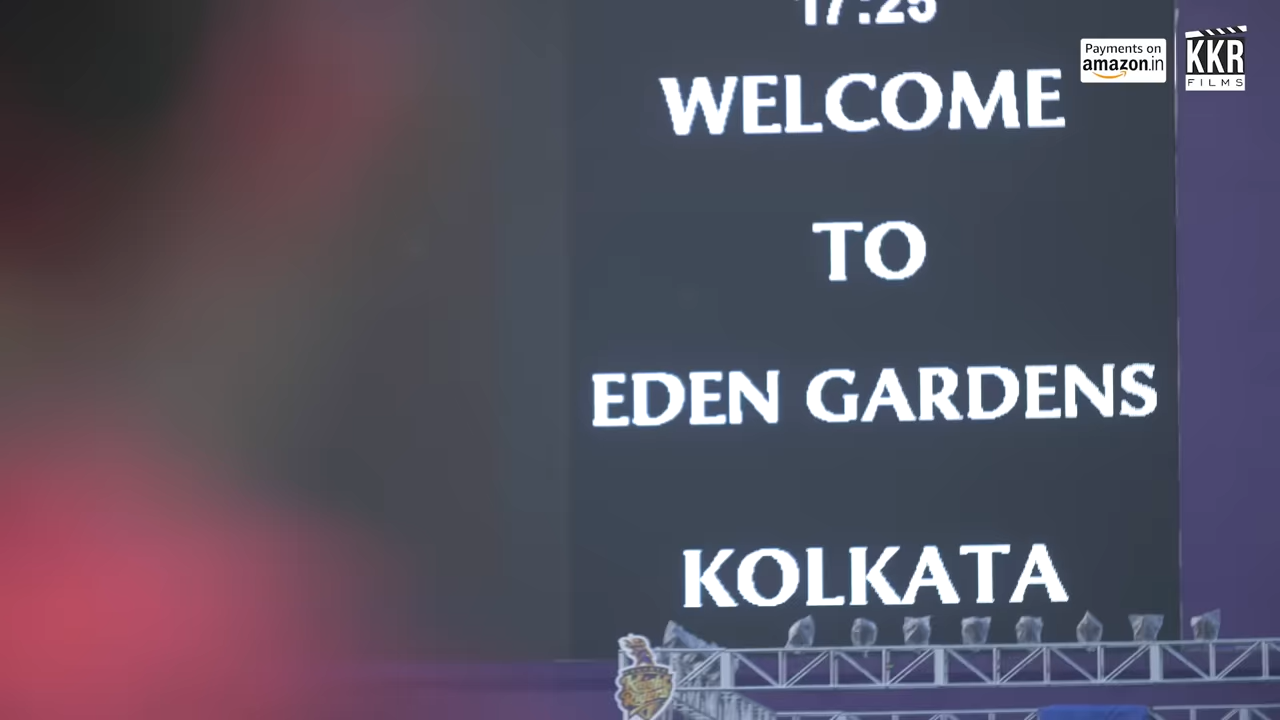 17:25
Payments on
amazon.in
KKR
FILMS
WELCOME
TO
EDEN GARDENS
KOLKATA